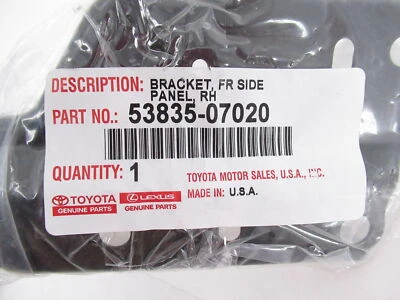 DESCRIPTION: BRACKET, FR SIDE
PANEL, RH
PART NO.: 53835-07020
QUANTITY: 1 TOYOTA MOTOR SALES, U.S.A., INC.
TOYOTA LEXUS MADE IN: U.S.A.
GENUINE PARTS GENUINE PARTS